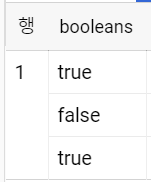 행 booleans
1 true
false
true